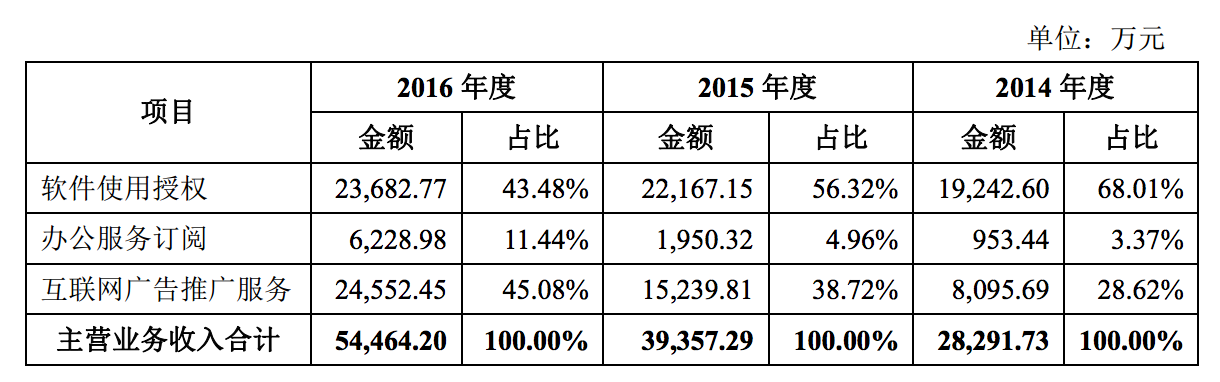 单位：万元
项目 2016 年度 2015 年度 2014 年度
金额 占比 金额 占比 金额 占比
软件使用授权 23,682.77 43.48% 22,167.15 56.32% 19,242.60 68.01%
办公服务订阅 6,228.98 11.44% 1,950.32 4.96% 953.44 3.37%
互联网广告推广服务 24,552.45 45.08% 15,239.81 38.72% 8,095.69 28.62%
主营业务收入合计 54,464.20 100.00% 39,357.29 100.00% 28,291.73 100.00%